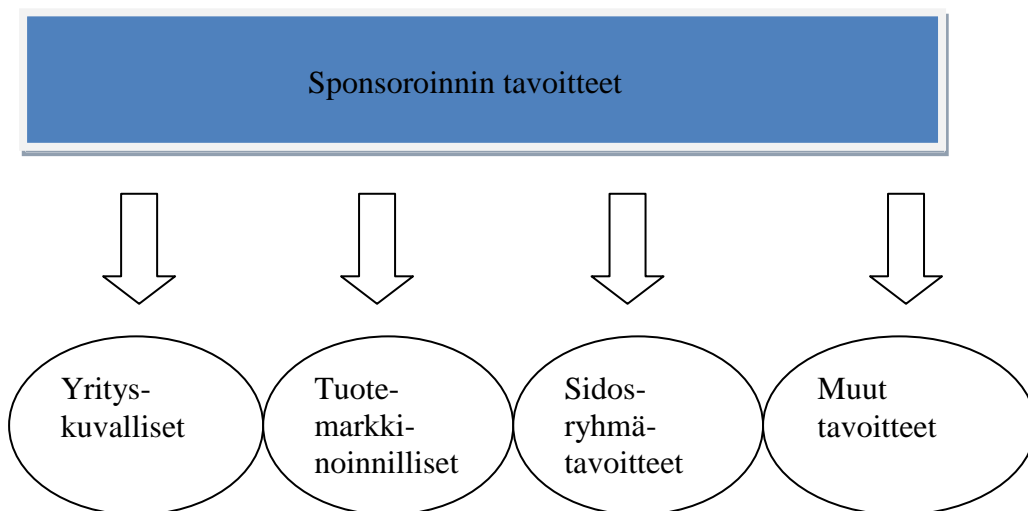 Sponsoroinnin tavoitteet
Yritys-
kuvalliset
Tuote-
markki-
noinnilliset
Sidos-
ryhmä-
tavoitteet
Muut
tavoitteet